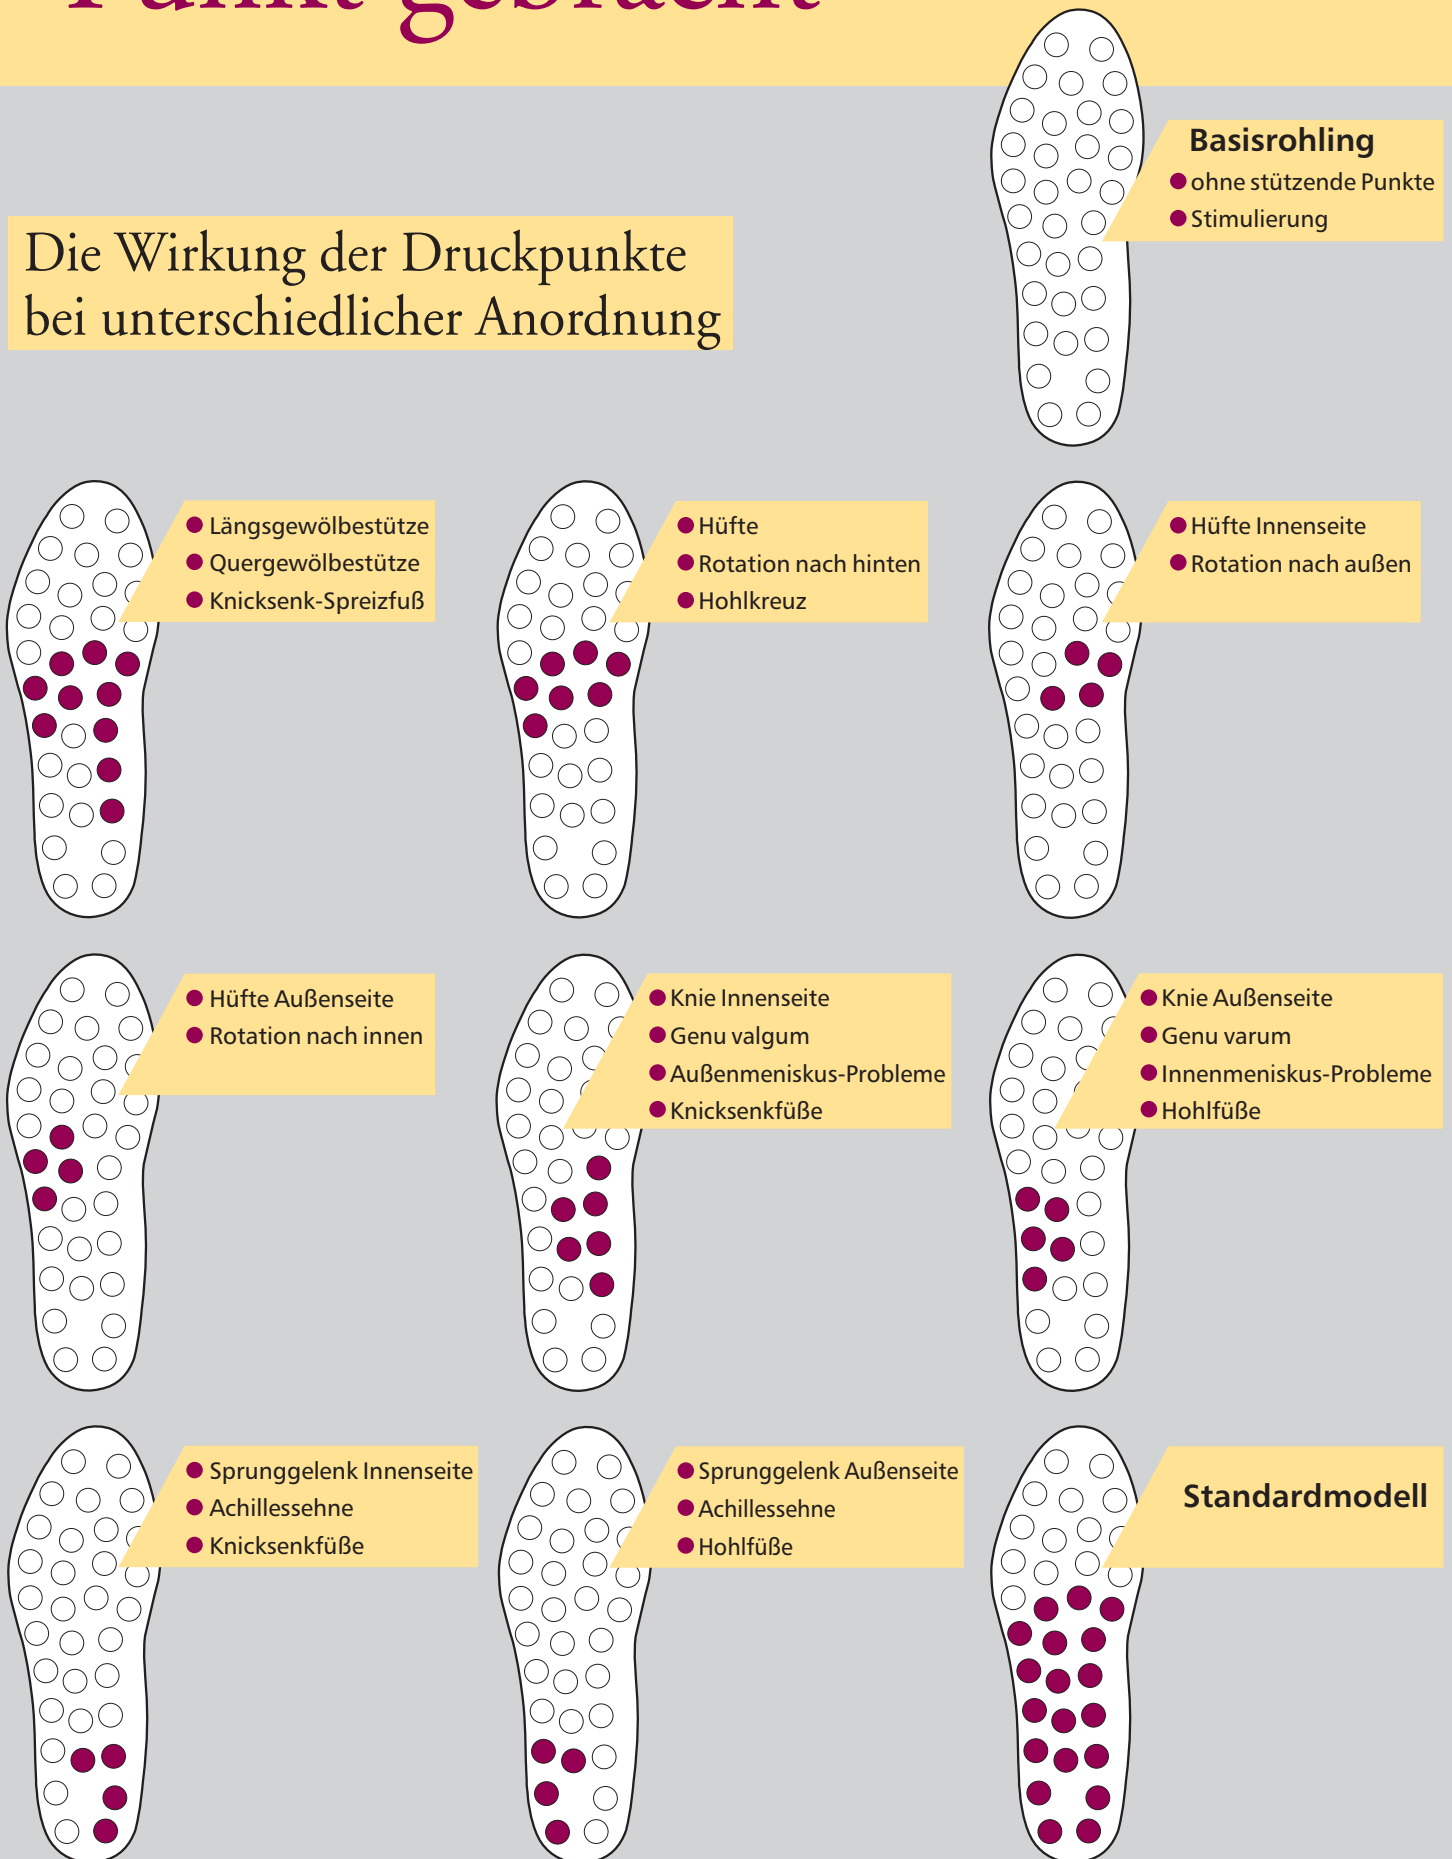 Punkt gebracht
Basisrohling
ohne stützende Punkte
Stimulierung
Die Wirkung der Druckpunkte
bei unterschiedlicher Anordnung
Längsgewölbestütze
Quergewölbestütze
Knicksenk-Spreizfuß
Hüfte
Rotation nach hinten
Hohlkreuz
Hüfte Innenseite
Rotation nach außen
Hüfte Außenseite
Rotation nach innen
Knie Innenseite
Genu valgum
Außenmeniskus-Probleme
Knicksenkfüße
Knie Außenseite
Genu varum
Innenmeniskus-Probleme
Hohlfüße
Sprunggelenk Innenseite
Achillessehne
Knicksenkfüße
Sprunggelenk Außenseite
Achillessehne
Hohlfüße
Standardmodell